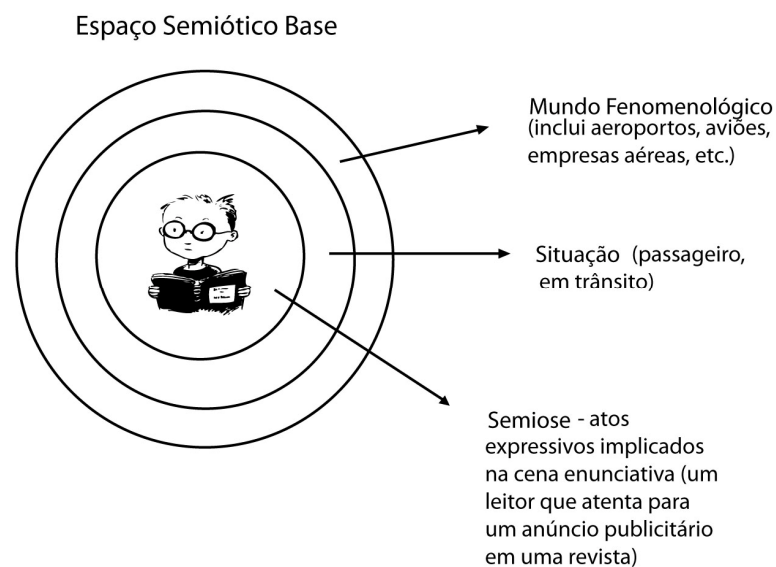 Espaço Semiótico Base
Mundo Fenomenológico
(inclui aeroportos, aviões,
empresas aéreas, etc.)
Situação (passageiro,
em trânsito)
Semiose - atos
expressivos implicados
na cena enunciativa (um
leitor que atenta para
um anúncio publicitário
em uma revista)